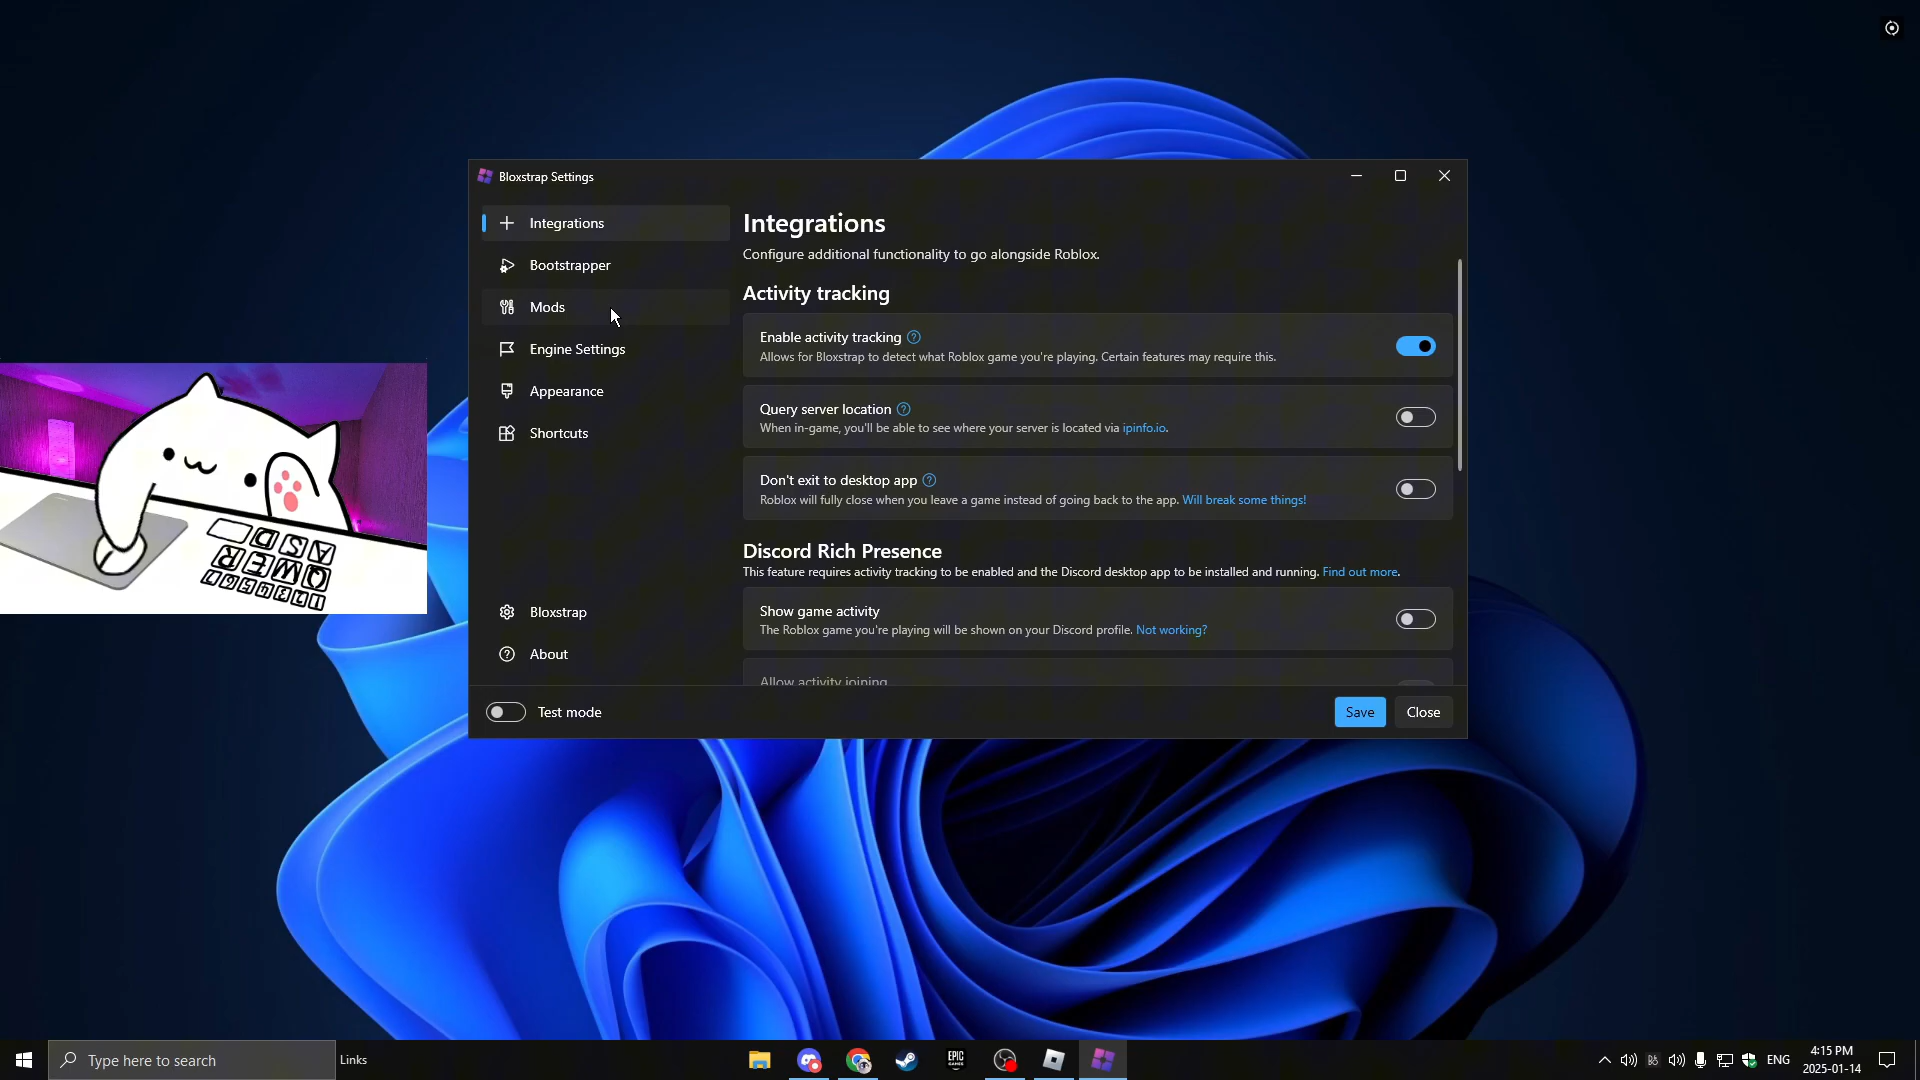 Bloxstrap Settings
Integrations
Bootstrapper
Mods
Engine Settings
Appearance
Shortcuts
Bloxstrap
About
Integrations
Configure additional functionality to go alongside Roblox.
Activity tracking
Enable activity tracking
Allows for Bloxstrap to detect what Roblox game you're playing. Certain features may require this.
Query server location
When in-game, you'll be able to see where your server is located via ipinfo.io.
Don't exit to desktop app
Roblox will fully close when you leave a game instead of going back to the app. Will break some things!
Discord Rich Presence
This feature requires activity tracking to be enabled and the Discord desktop app to be installed and running. Find out more.
Show game activity
The Roblox game you're playing will be shown on your Discord profile. Not working?
Allow activity joining
Test mode
Save
Close
A S D
Q W E R
Type here to search
Links
EPIC
GAMES
ENG
4:15 PM
2025-01-14